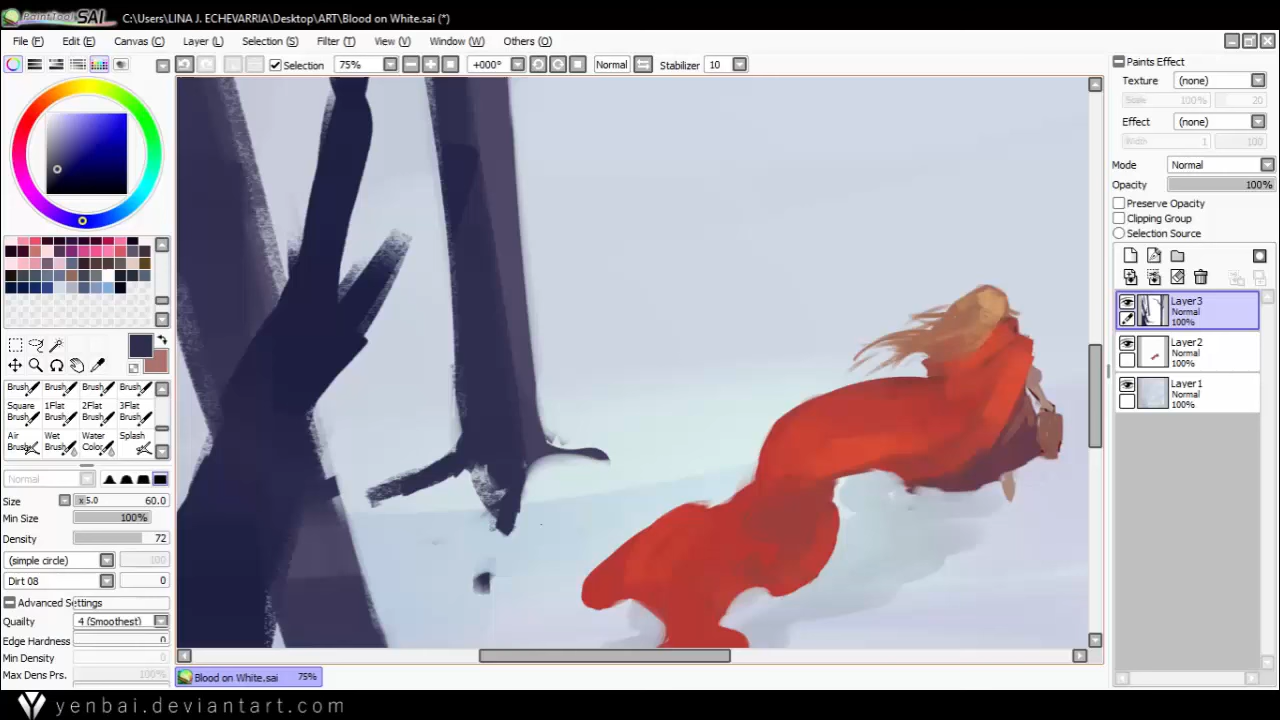 PaintTool SAI C:\Users\LINA J. ECHEVARRIA\Desktop\ART\Blood on White.sai (*)
File (F) Edit (E) Canvas (C) Layer (L) Selection (S) Filter (T) View (V) Window (W) Others (O)
Selection 75% +000° Normal Stabilizer 10
Paints Effect
Texture (none)
Scale 100% 20
Effect (none)
Width 1 100
Mode Normal
Opacity 100%
Preserve Opacity
Clipping Group
Selection Source
Layer3
Normal
100%
Layer2
Normal
100%
Layer1
Normal
100%
Brush Brush Brush Brush
Square 1Flat 2Flat 3Flat
Brush Brush Brush Brush
Air Wet Water Splash
Brush Brush Color
Normal
Size x5.0 60.0
Min Size 100%
Density 72
(simple circle) 100
Dirt 08 0
Advanced Settings
Quality 4 (Smoothest)
Edge Hardness 0
Min Density 0
Max Dens Prs. 100%
Blood on White.sai 75%
yenbai.deviantart.com